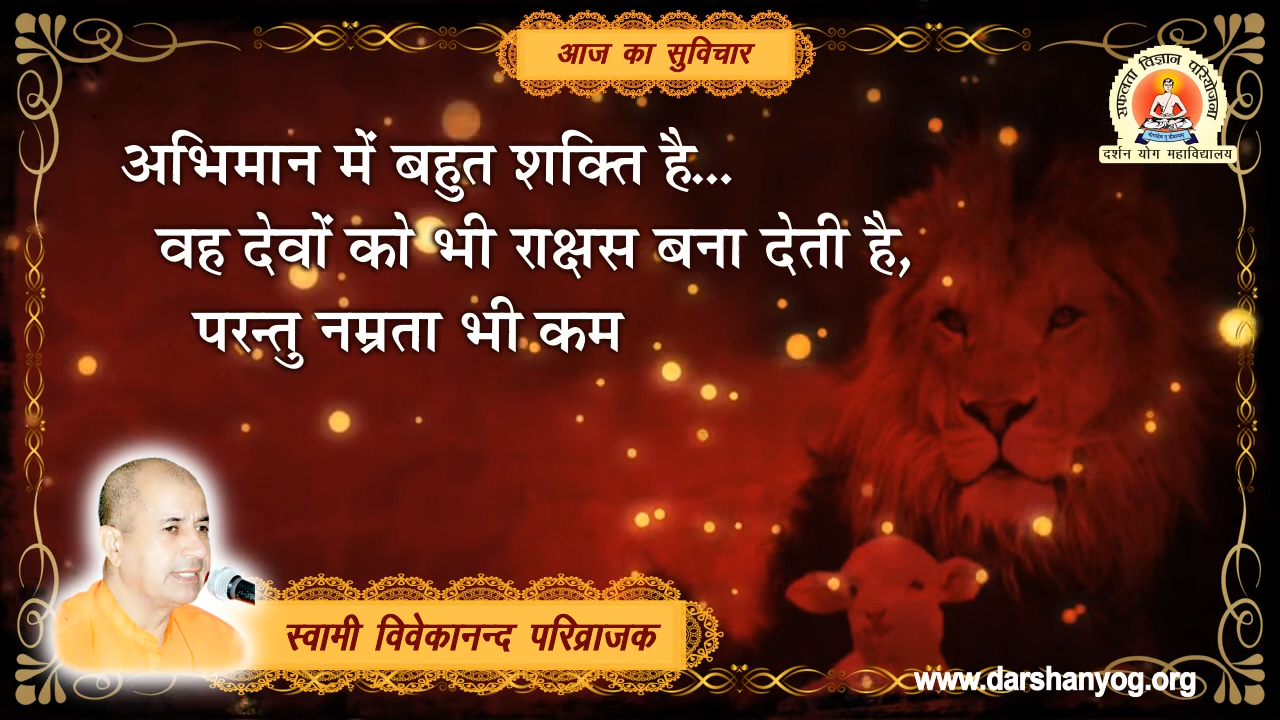 आज का सुविचार
सफलता विज्ञान परियोजना
दर्शन योग महाविद्यालय
अभिमान में बहुत शक्ति है...
वह देवों को भी राक्षस बना देती है,
परन्तु नम्रता भी कम
स्वामी विवेकानन्द परिव्राजक
www.darshanyog.org